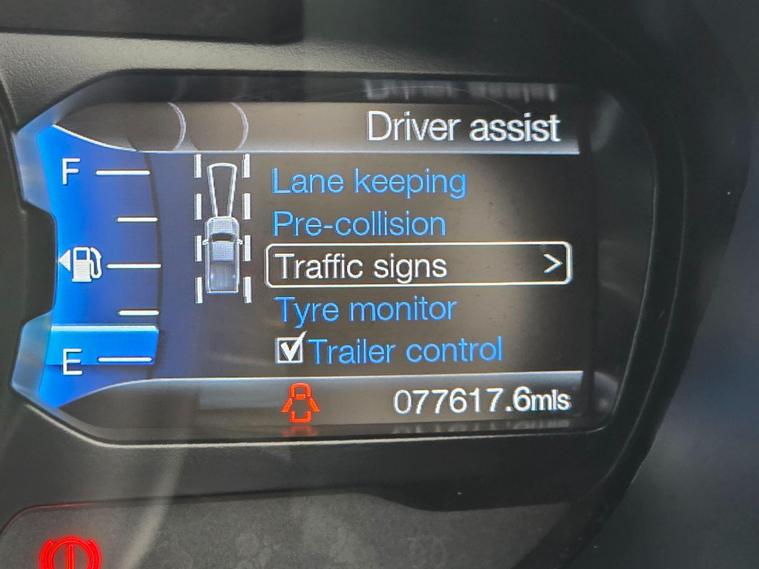 Driver assist
F
Lane keeping
Pre-collision
Traffic signs >
Tyre monitor
Trailer control
E
077617.6mls